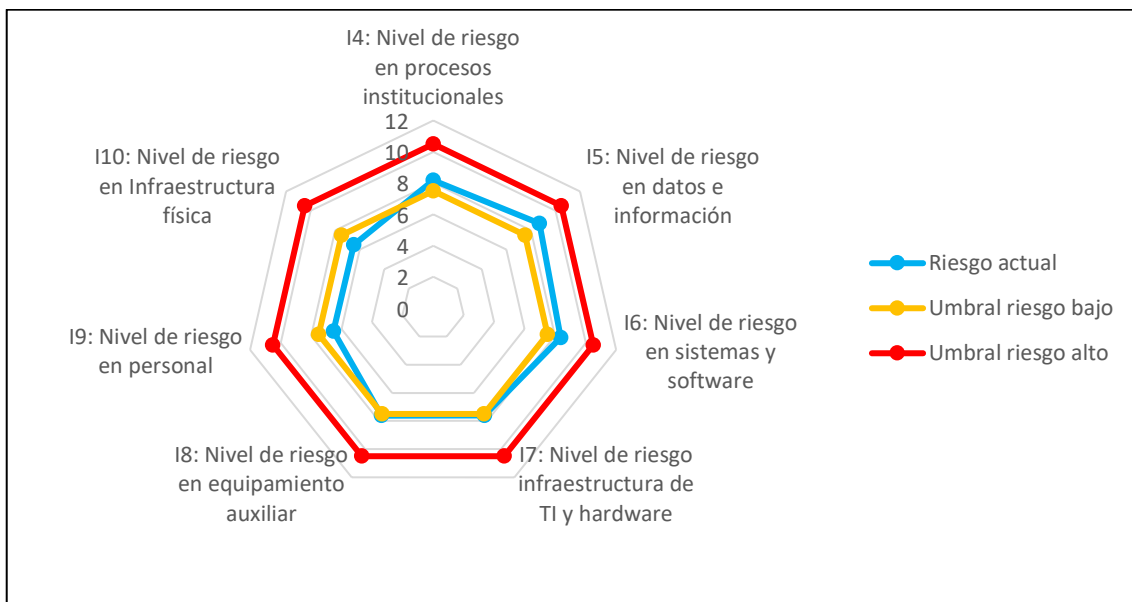 I4: Nivel de riesgo
en procesos
institucionales
12
10
8
6
4
2
0
I5: Nivel de riesgo
en datos e
información
I6: Nivel de riesgo
en sistemas y
software
I7: Nivel de riesgo
infraestructura de
TI y hardware
I8: Nivel de riesgo
en equipamiento
auxiliar
I9: Nivel de riesgo
en personal
I10: Nivel de riesgo
en Infraestructura
física
Riesgo actual
Umbral riesgo bajo
Umbral riesgo alto